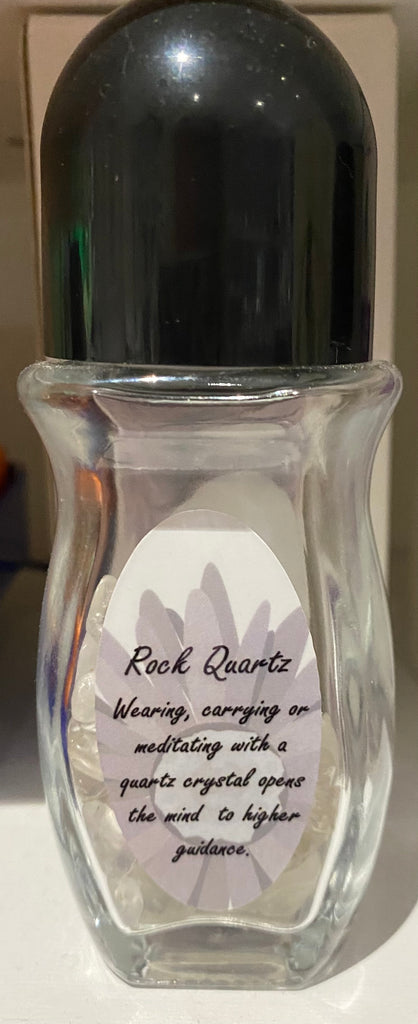 Rock Quartz
Wearing, carrying or
meditating with a
quartz crystal opens
the mind to higher
guidance.